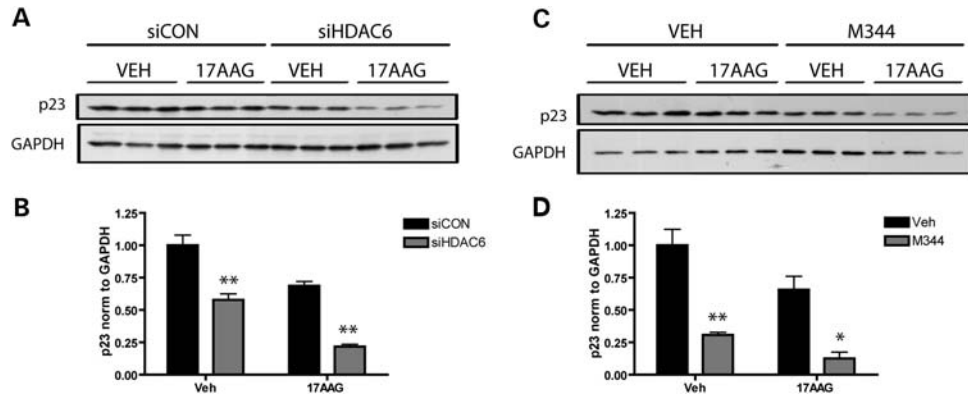 A
siCON siHDAC6
VEH 17AAG VEH 17AAG
p23
GAPDH
B
p23 norm to GAPDH
1.25
1.00
0.75
0.50
0.25
0.00
** **
Veh 17AAG
siCON
siHDAC6
C
VEH M344
VEH 17AAG VEH 17AAG
p23
GAPDH
D
p23 norm to GAPDH
1.25
1.00
0.75
0.50
0.25
0.00
** *
Veh 17AAG
Veh
M344